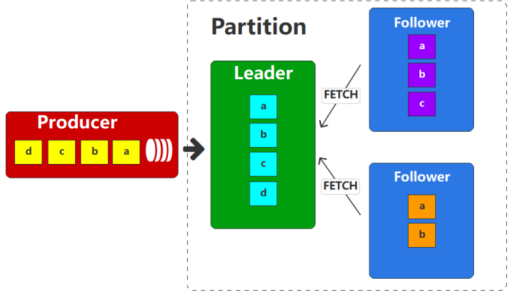 Partition
Producer
d c b a
Leader
a
b
c
d
FETCH
FETCH
Follower
a
b
c
Follower
a
b